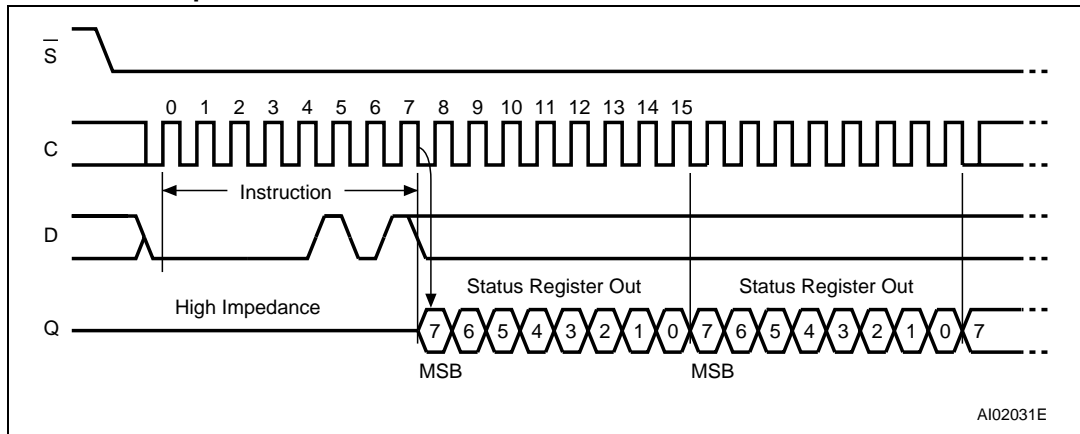 S
0 1 2 3 4 5 6 7 8 9 10 11 12 13 14 15
C
Instruction
D
High Impedance
Status Register Out
Status Register Out
Q
7 6 5 4 3 2 1 0 7 6 5 4 3 2 1 0 7
MSB
MSB
AI02031E